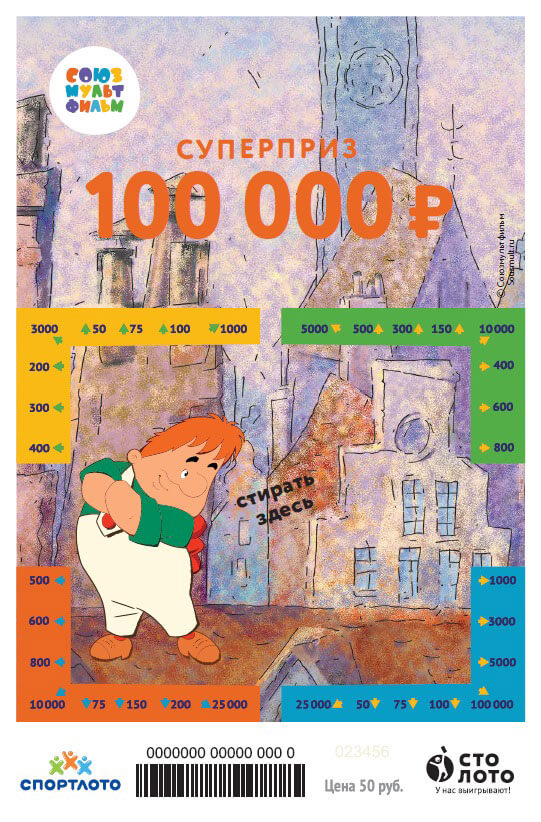 СОЮЗ
МУЛЬТ
ФИЛЬМ
СУПЕРПРИЗ
100 000 ₽
© Союзмультфильм
Souzmult.ru
3000 50 75 100 1000
200
300
400
5000 500 300 150 10 000
400
600
800
стирать
здесь
500
600
800
10 000 75 150 200 25 000
1000
3000
5000
25 000 50 75 100 100 000
СПОРТЛОТО
0000000 00000 000 0
023456
Цена 50 руб.
СТО
ЛОТО
У нас выигрывают!